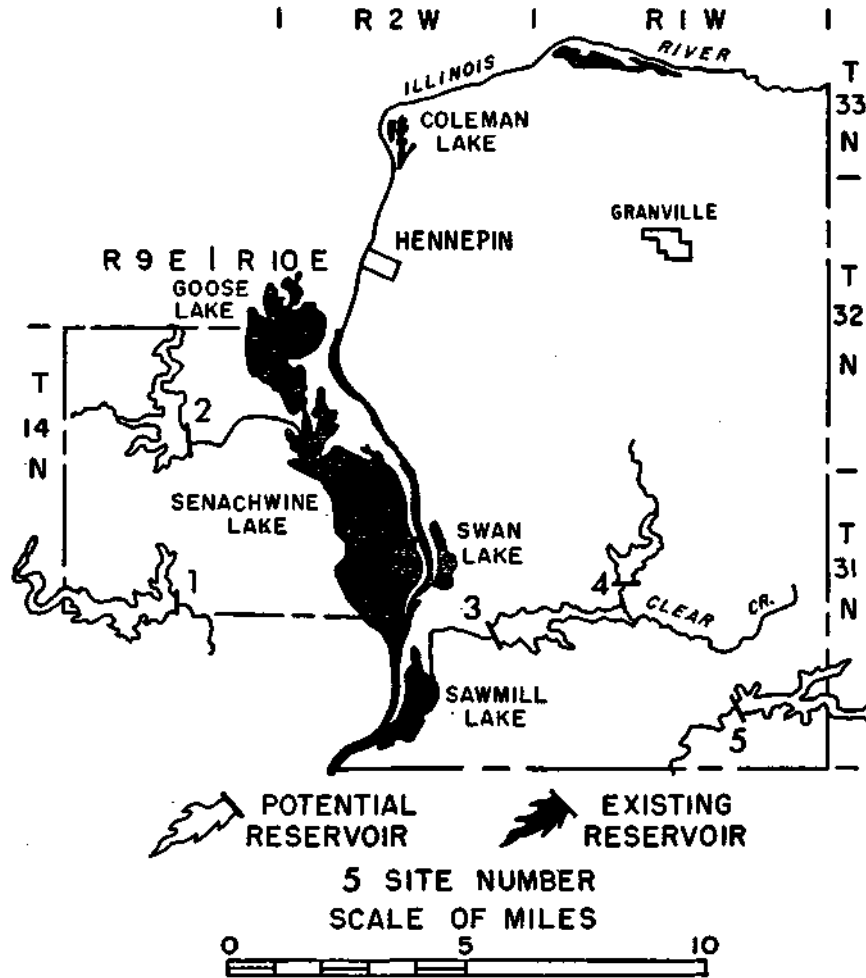 I R 2 W I R I W I
ILLINOIS RIVER
T
33
N
COLEMAN
LAKE
GRANVILLE
HENNEPIN
R 9 E I R 10 E
GOOSE
LAKE
T
32
N
T
14
N
2
SENACHWINE
LAKE
SWAN
LAKE
T
31
N
1
3
4
CLEAR CR.
SAWMILL
LAKE
5
POTENTIAL
RESERVOIR
EXISTING
RESERVOIR
5 SITE NUMBER
SCALE OF MILES
0 5 10